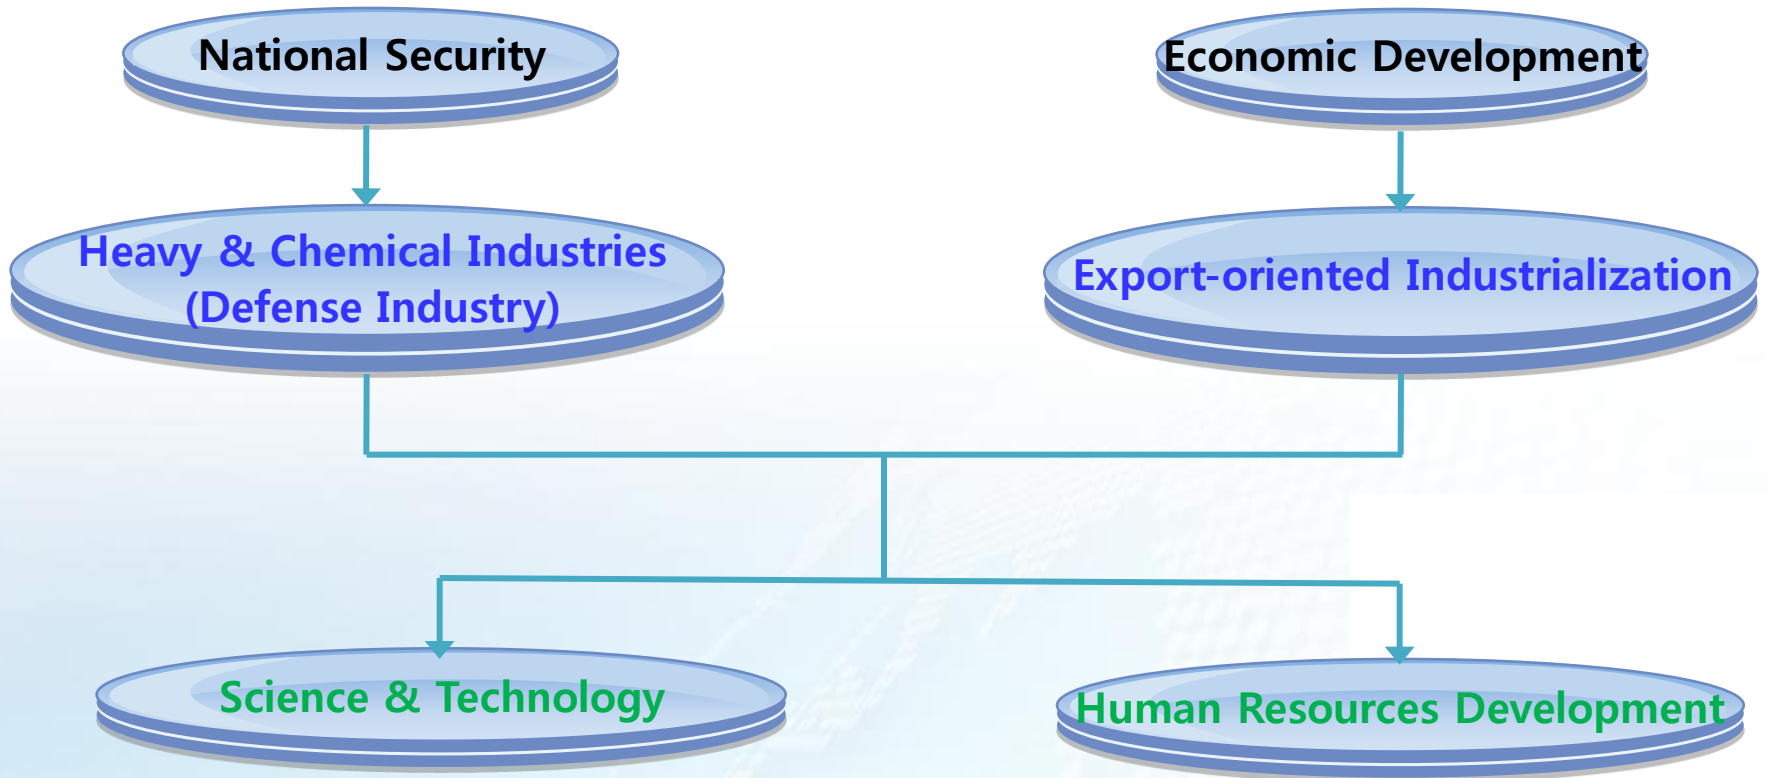 National Security
Economic Development
Heavy & Chemical Industries
(Defense Industry)
Export-oriented Industrialization
Science & Technology
Human Resources Development